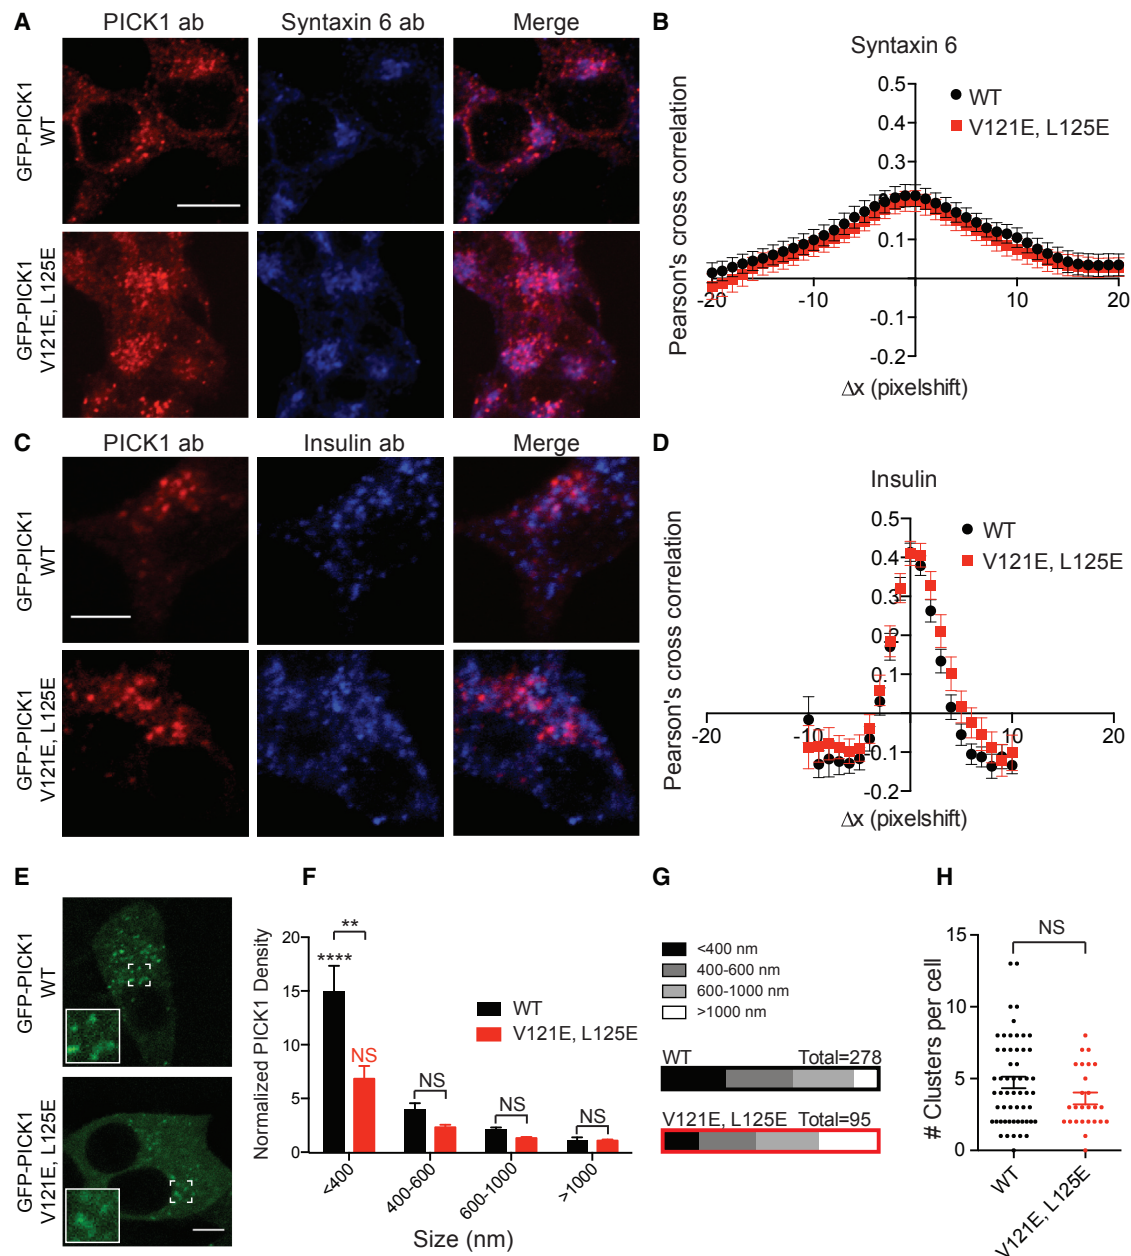 A
PICK1 ab
Syntaxin 6 ab
Merge
GFP-PICK1
WT
GFP-PICK1
V121E, L125E
B
Syntaxin 6
WT
V121E, L125E
Pearson's cross correlation
0.5
0.4
0.3
0.2
0.1
-0.1
-0.2
-20
-10
10
20
Δx (pixelshift)
C
PICK1 ab
Insulin ab
Merge
GFP-PICK1
WT
GFP-PICK1
V121E, L125E
D
Insulin
WT
V121E, L125E
Pearson's cross correlation
0.5
0.4
0.3
0.2
0.1
-0.1
-0.2
-20
-10
10
20
Δx (pixelshift)
E
GFP-PICK1
WT
GFP-PICK1
V121E, L125E
F
Normalized PICK1 Density
20
15
10
5
0
**
****
NS
NS
NS
NS
WT
V121E, L125E
<400
400-600
600-1000
>1000
Size (nm)
G
<400 nm
400-600 nm
600-1000 nm
>1000 nm
WT Total=278
V121E, L125E Total=95
H
# Clusters per cell
15
10
5
0
NS
WT
V121E, L125E